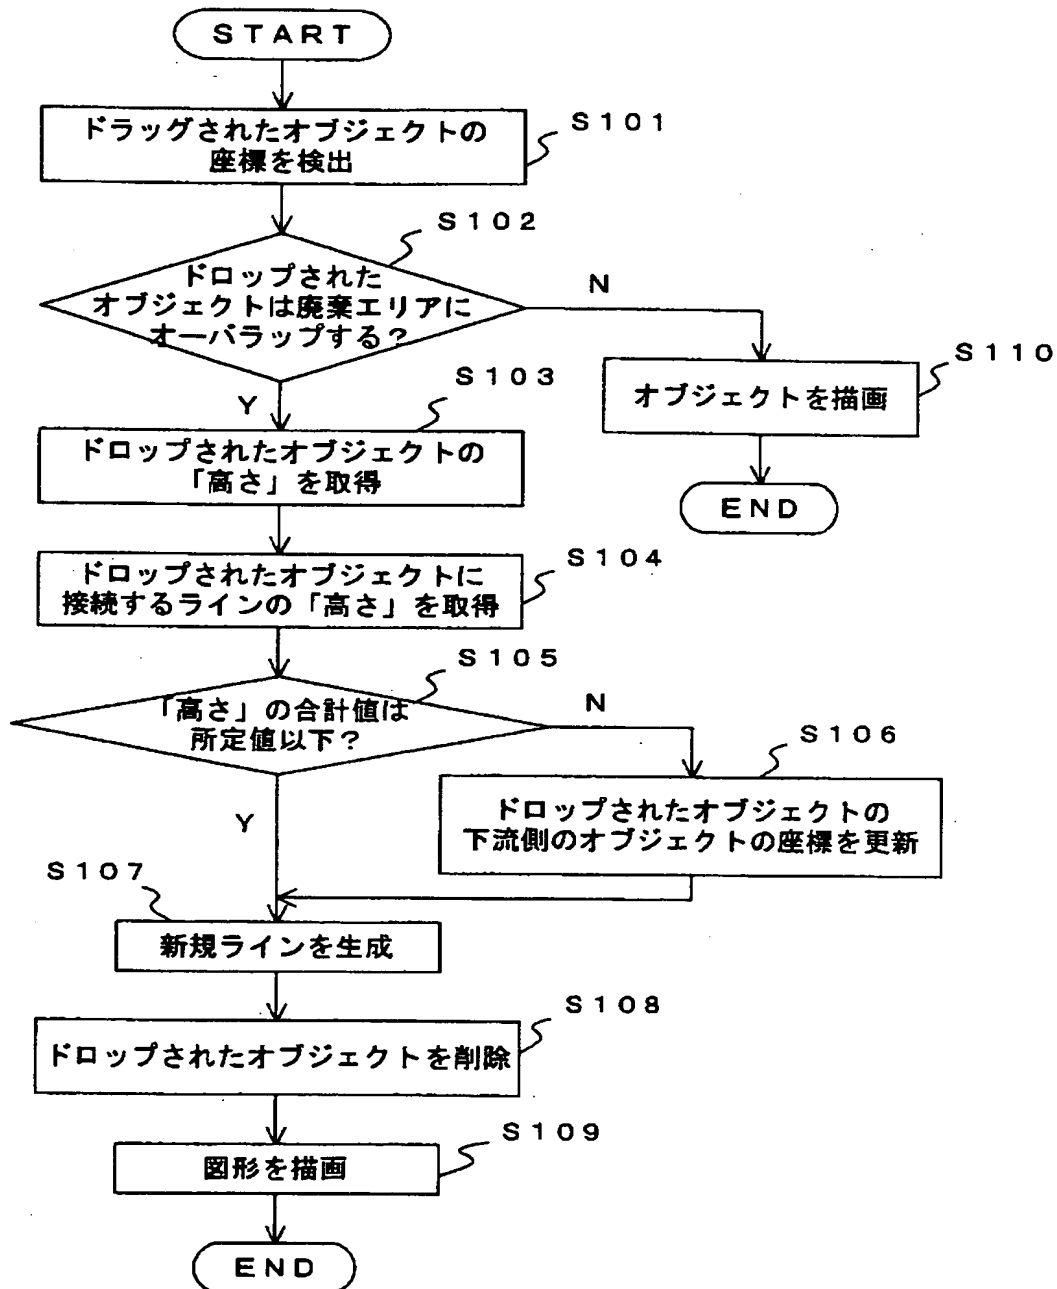 START
ドラッグされたオブジェクトの
座標を検出
S101
S102
ドロップされた
オブジェクトは廃棄エリアに
オーバラップする？
N
S110
オブジェクトを描画
END
Y
S103
ドロップされたオブジェクトの
「高さ」を取得
S104
ドロップされたオブジェクトに
接続するラインの「高さ」を取得
S105
「高さ」の合計値は
所定値以下？
N
S106
ドロップされたオブジェクトの
下流側のオブジェクトの座標を更新
Y
S107
新規ラインを生成
S108
ドロップされたオブジェクトを削除
S109
図形を描画
END